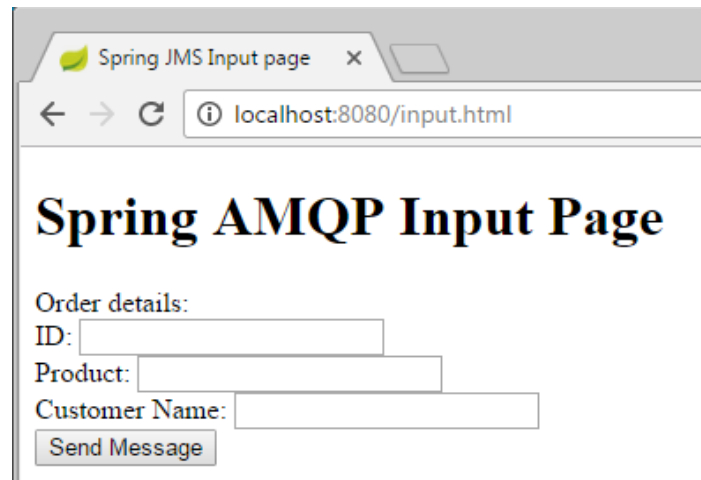 Spring JMS Input page
localhost:8080/input.html
Spring AMQP Input Page
Order details:
ID:
Product:
Customer Name:
Send Message